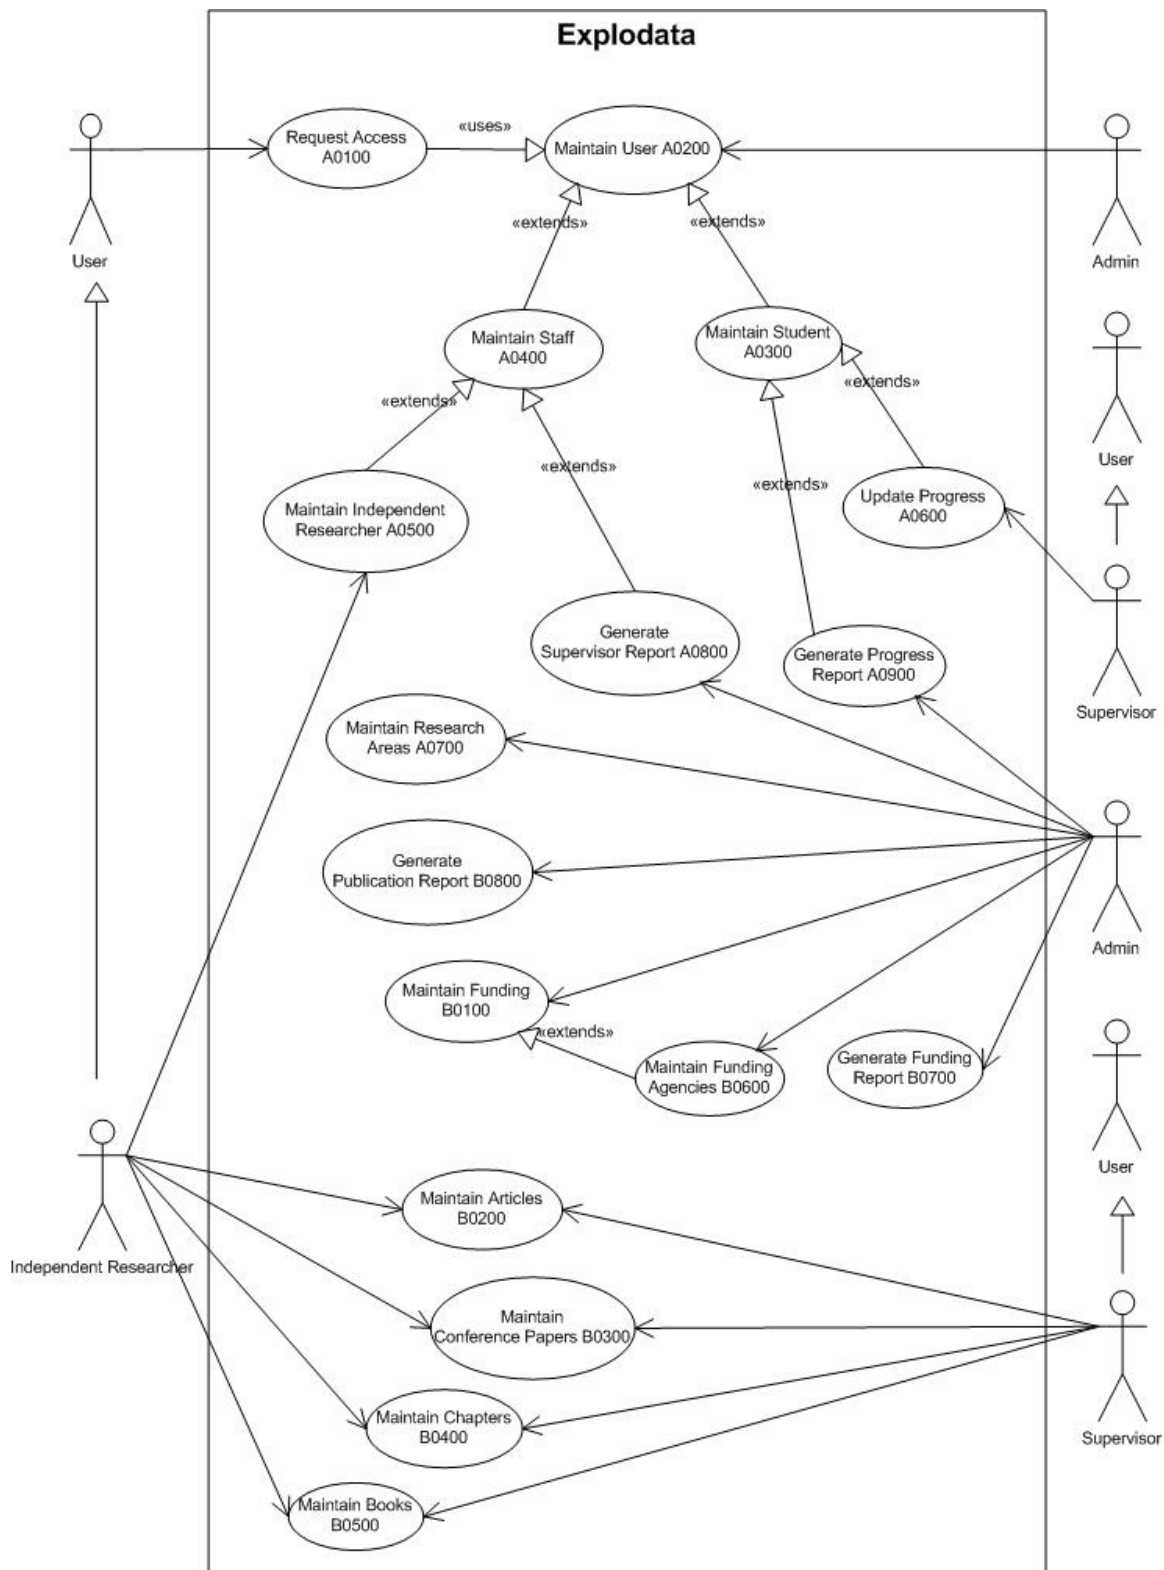 Explodata
Request Access
A0100
«uses»
Maintain User A0200
User
Admin
«extends»
«extends»
Maintain Staff
A0400
Maintain Student
A0300
«extends»
«extends»
User
«extends»
«extends»
Maintain Independent
Researcher A0500
Update Progress
A0600
Generate
Supervisor Report A0800
Generate Progress
Report A0900
Supervisor
Maintain Research
Areas A0700
Generate
Publication Report B0800
Admin
Maintain Funding
B0100
«extends»
Maintain Funding
Agencies B0600
Generate Funding
Report B0700
User
Independent Researcher
Maintain Articles
B0200
Maintain
Conference Papers B0300
Maintain Chapters
B0400
Supervisor
Maintain Books
B0500